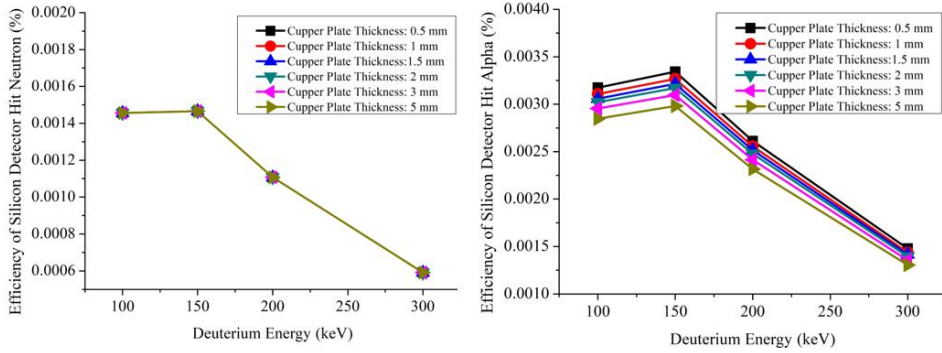 Efficiency of Silicon Detector Hit Neutron (%)
0.0020
0.0018
0.0016
0.0014
0.0012
0.0010
0.0008
0.0006
Cupper Plate Thickness: 0.5 mm
Cupper Plate Thickness: 1 mm
Cupper Plate Thickness:1.5 mm
Cupper Plate Thickness: 2 mm
Cupper Plate Thickness: 3 mm
Cupper Plate Thickness: 5 mm
100 150 200 250 300
Deuterium Energy (keV)
Efficiency of Silicon Detector Hit Alpha (%)
0.0040
0.0035
0.0030
0.0025
0.0020
0.0015
0.0010
Cupper Plate Thickness: 0.5 mm
Cupper Plate Thickness: 1 mm
Cupper Plate Thickness:1.5 mm
Cupper Plate Thickness: 2 mm
Cupper Plate Thickness: 3 mm
Cupper Plate Thickness: 5 mm
100 150 200 250 300
Deuterium Energy (keV)